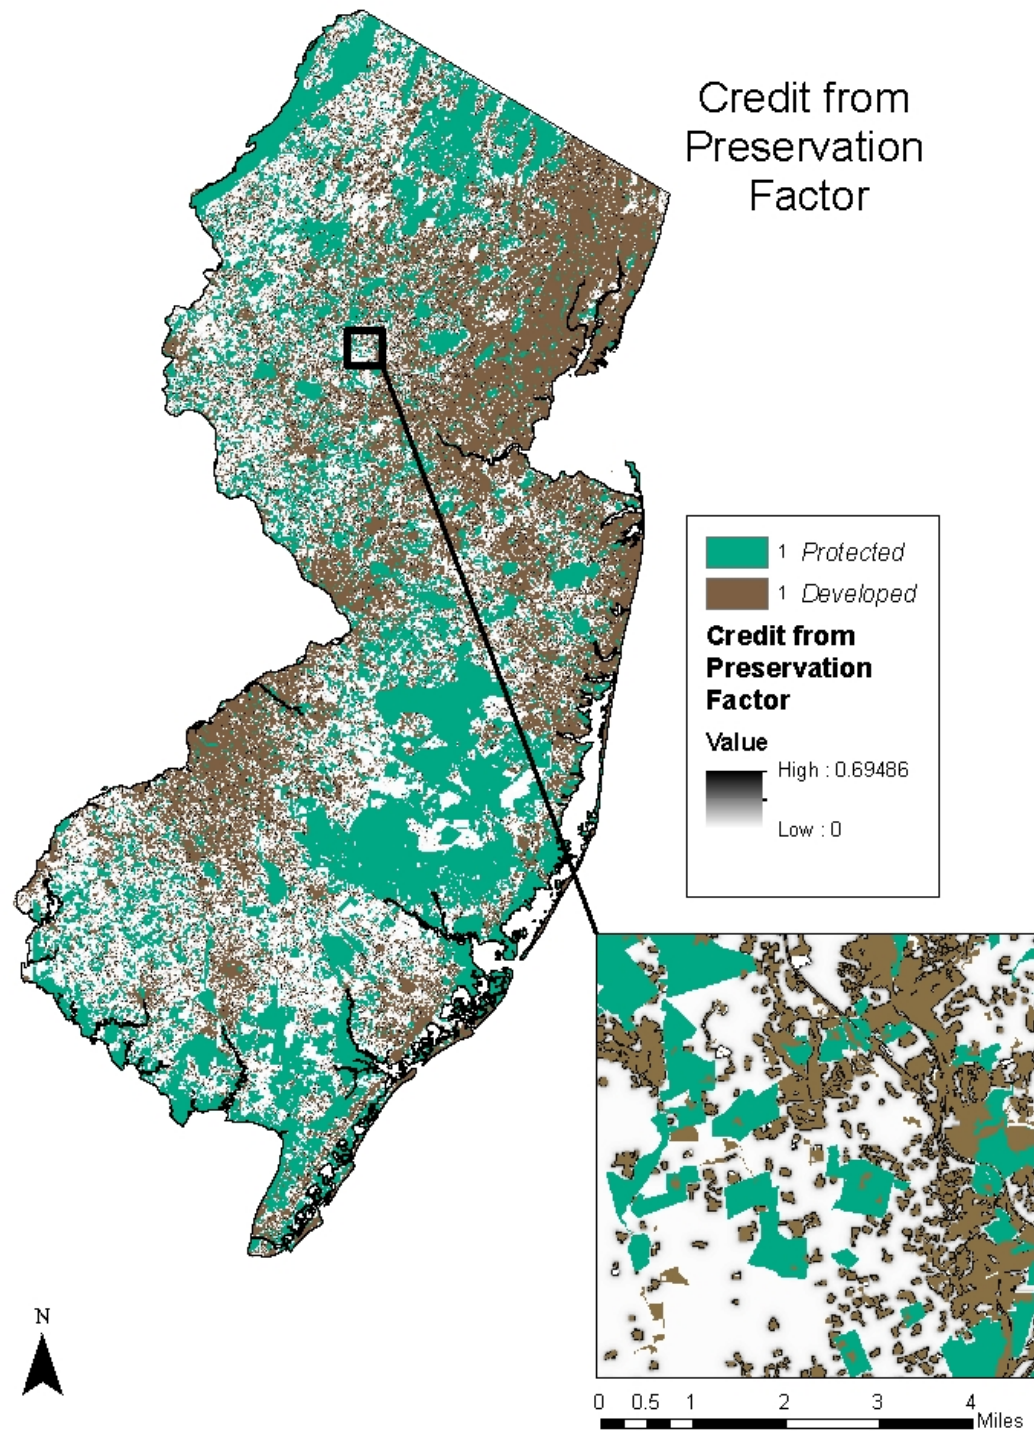 Credit from
Preservation
Factor
1 Protected
1 Developed
Credit from
Preservation
Factor
Value
High : 0.69486
Low : 0
N
0 0.5 1 2 3 4
Miles